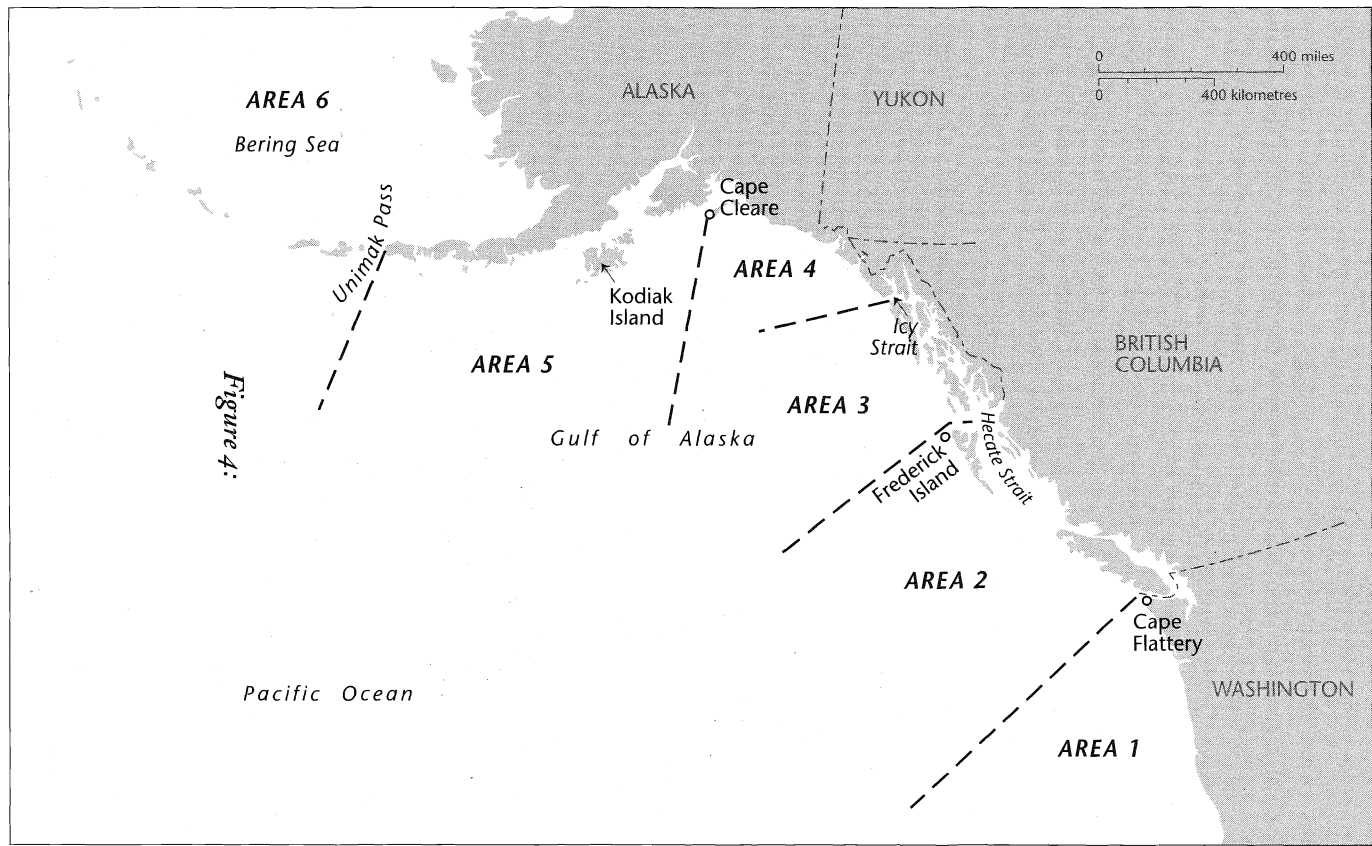 0 400 miles
0 400 kilometres
ALASKA
YUKON
AREA 6
Bering Sea
Unimak Pass
Cape
Cleare
AREA 4
Kodiak
Island
Icy
Strait
BRITISH
COLUMBIA
AREA 5
AREA 3
Figure 4:
Gulf of Alaska
Hecate Strait
Frederick
Island
AREA 2
Cape
Flattery
Pacific Ocean
WASHINGTON
AREA 1